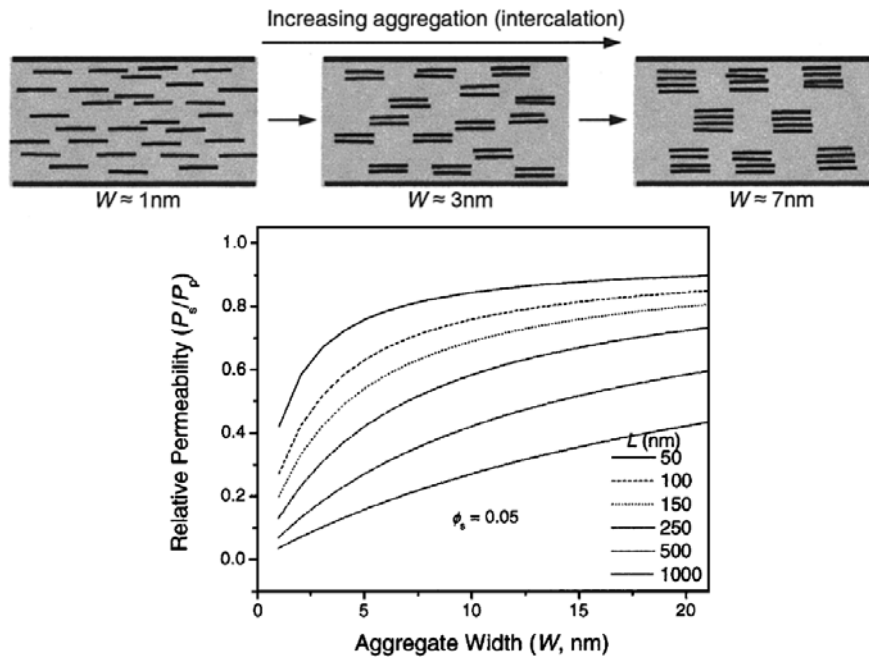 Increasing aggregation (intercalation)
W ≈ 1nm
W ≈ 3nm
W ≈ 7nm
Relative Permeability (Pₛ/Pₚ)
1.0
0.8
0.6
0.4
0.2
0.0
ϕₛ = 0.05
L (nm)
50
100
150
250
500
1000
0
5
10
15
20
Aggregate Width (W, nm)